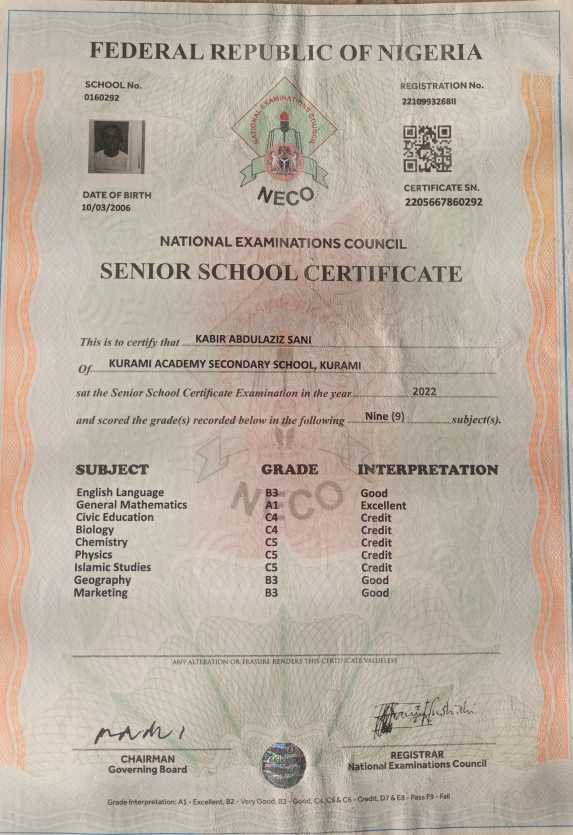 FEDERAL REPUBLIC OF NIGERIA
SCHOOL No.
0160292
REGISTRATION No.
2210993268II
NATIONAL EXAMINATIONS COUNCIL
NECO
DATE OF BIRTH
10/03/2006
CERTIFICATE SN.
2205667860292
NATIONAL EXAMINATIONS COUNCIL
SENIOR SCHOOL CERTIFICATE
This is to certify that KABIR ABDULAZIZ SANI
Of KURAMI ACADEMY SECONDARY SCHOOL, KURAMI
sat the Senior School Certificate Examination in the year 2022
and scored the grade(s) recorded below in the following Nine (9) subject(s).
SUBJECT GRADE INTERPRETATION
English Language B3 Good
General Mathematics A1 Excellent
Civic Education C4 Credit
Biology C4 Credit
Chemistry C5 Credit
Physics C5 Credit
Islamic Studies C5 Credit
Geography B3 Good
Marketing B3 Good
NECO
ANY ALTERATION OR ERASURE RENDERS THIS CERTIFICATE VALUELESS
CHAIRMAN
Governing Board
REGISTRAR
National Examinations Council
Grade Interpretation: A1 - Excellent, B2 - Very Good, B3 - Good, C4, C5 & C6 - Credit, D7 & E8 - Pass F9 - Fail